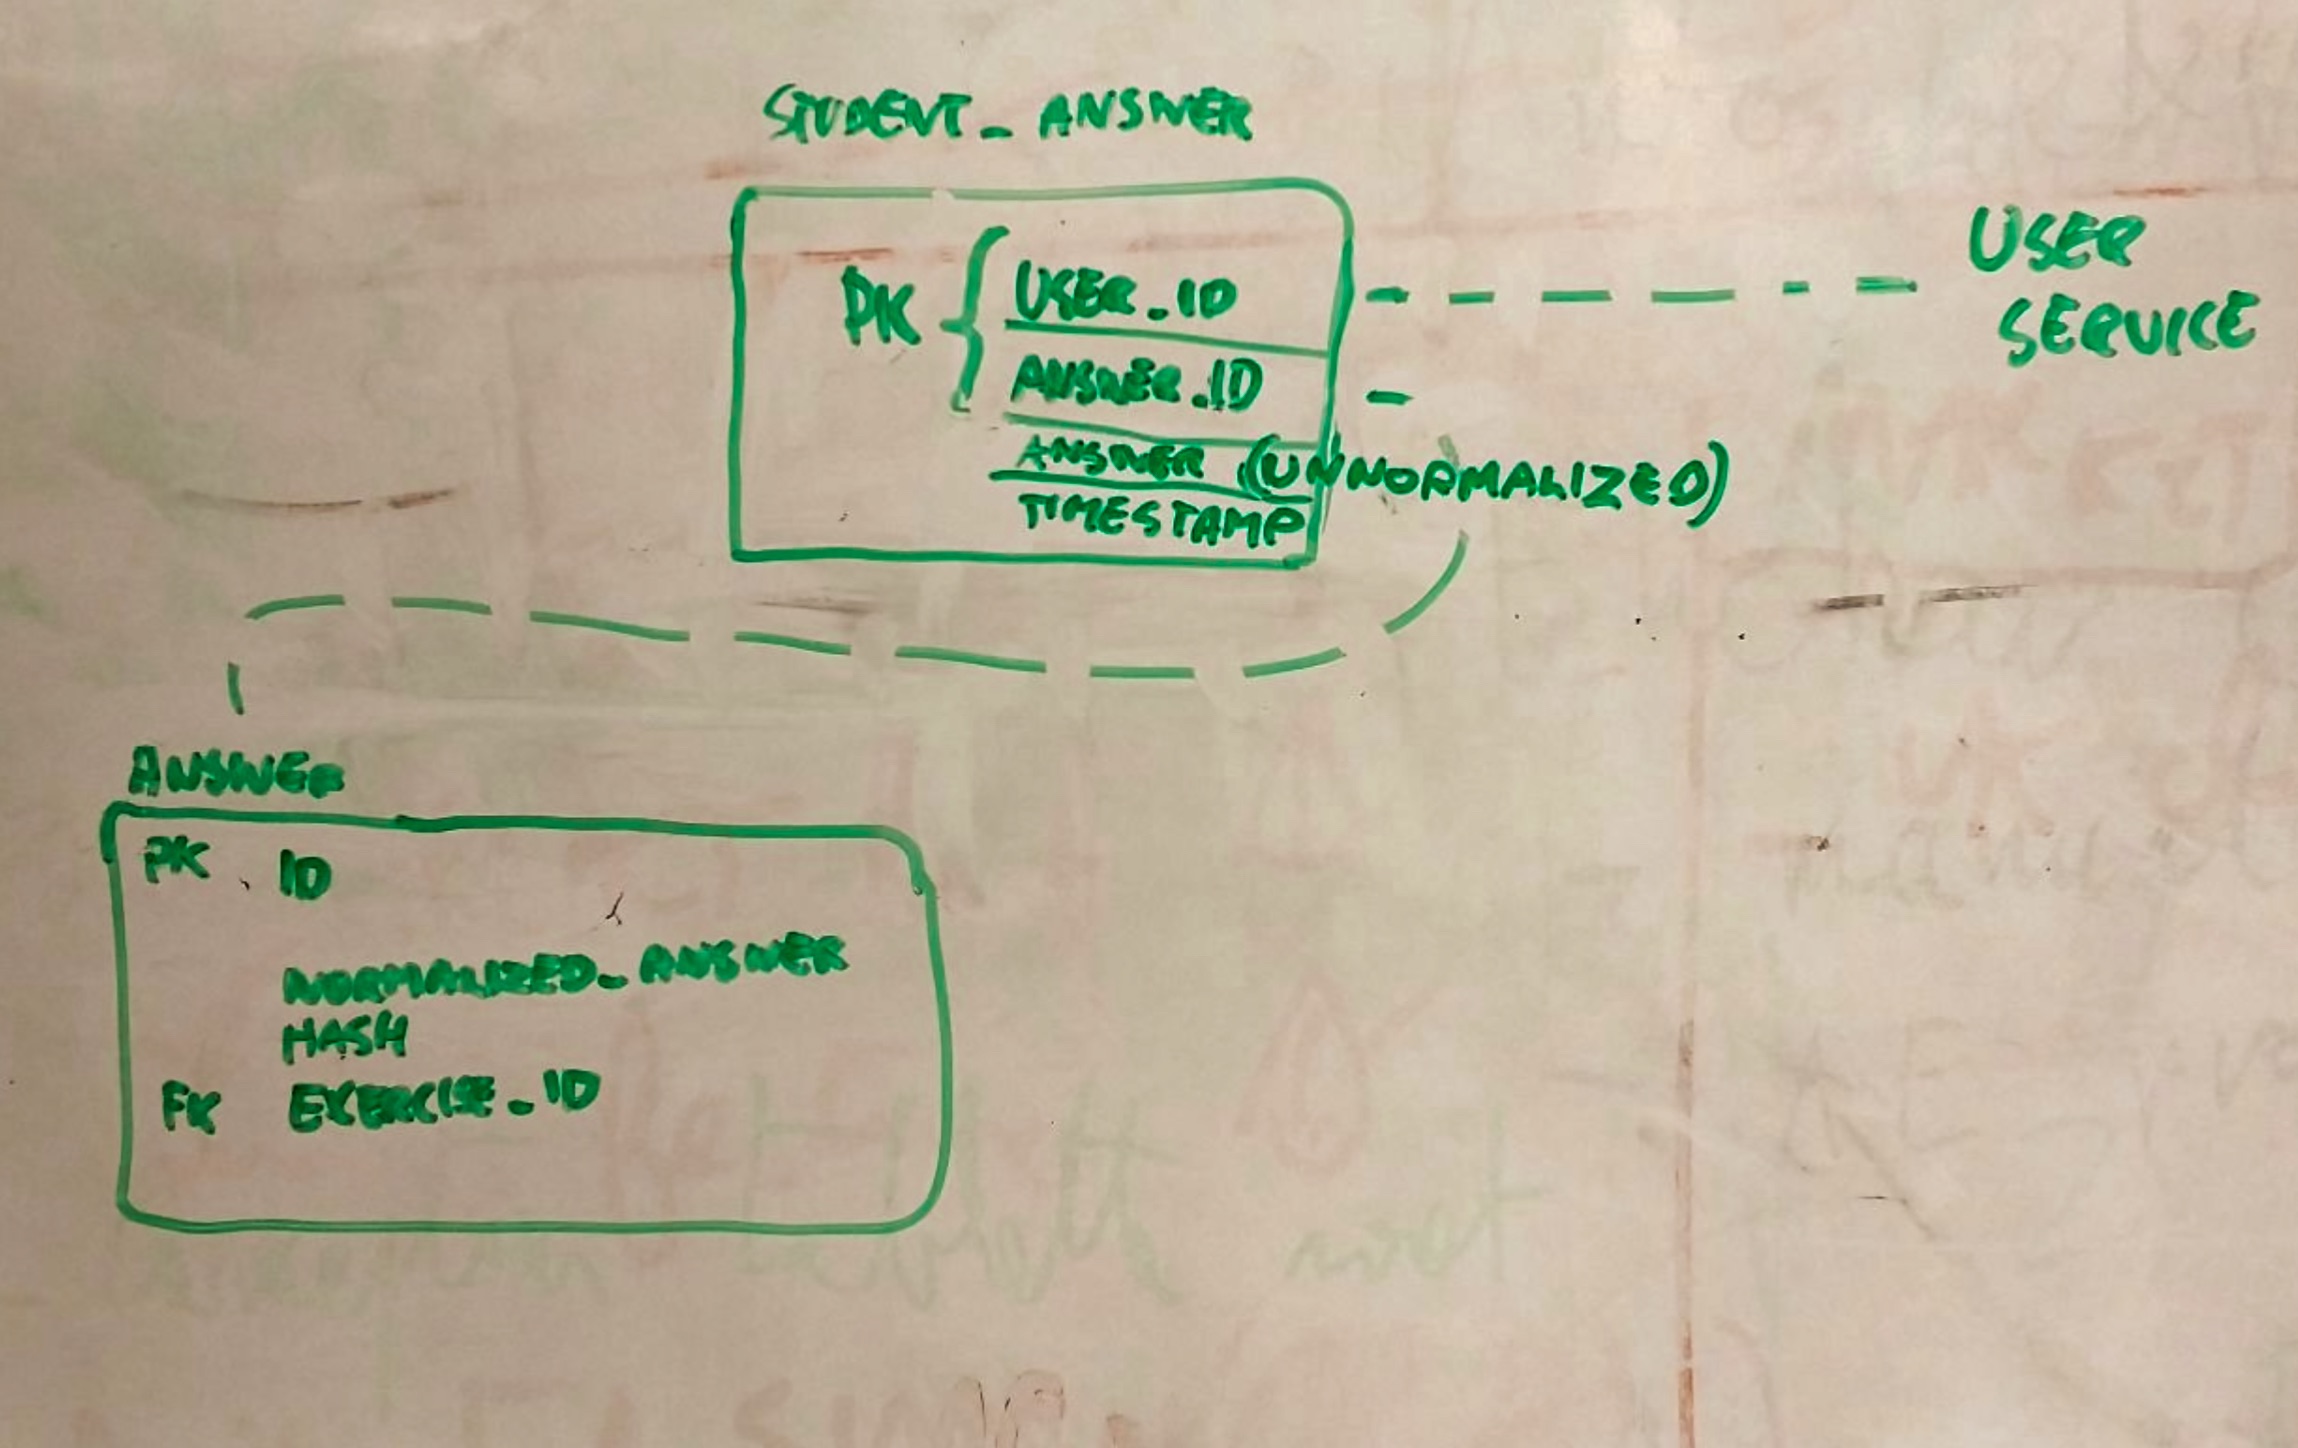 STUDENT_ANSWER
PK { USER_ID
ANSWER_ID
ANSWER (UNNORMALIZED)
TIMESTAMP
USER
SERVICE
ANSWER
PK ID
NORMALIZED_ANSWER
HASH
FK EXERCISE_ID